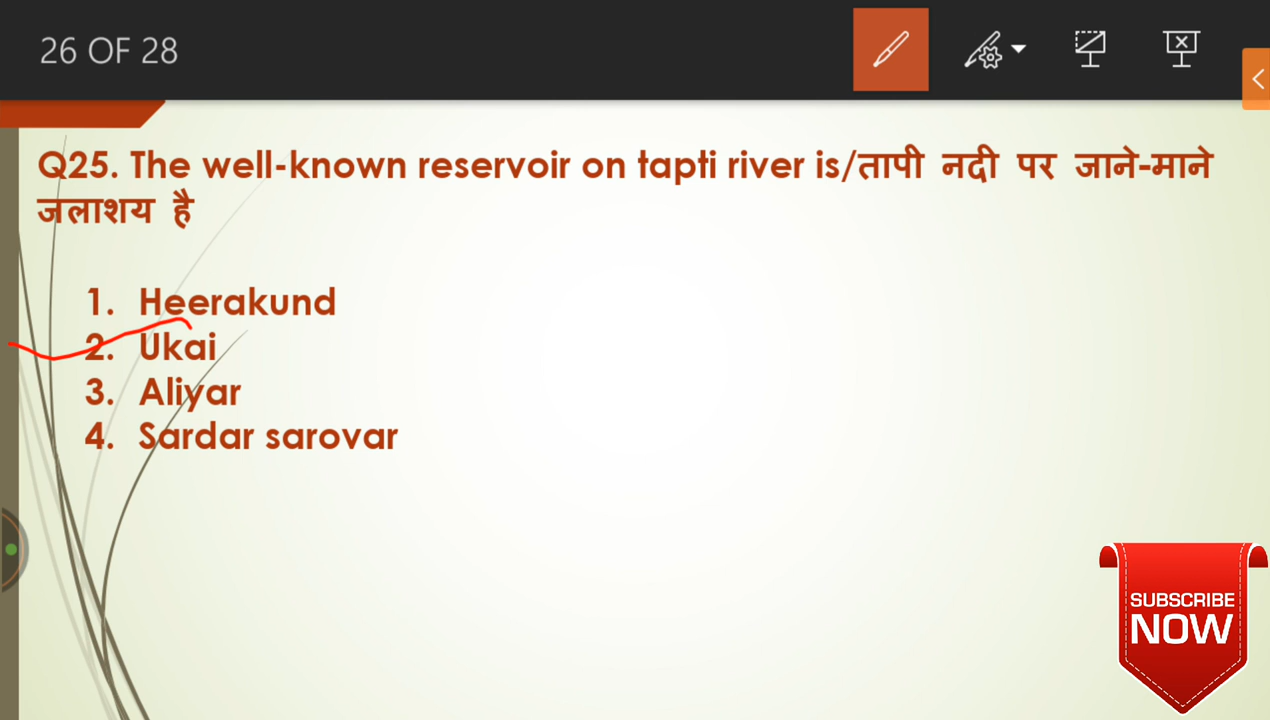 26 OF 28
Q25. The well-known reservoir on tapti river is/तापी नदी पर जाने-माने
जलाशय है
1. Heerakund
2. Ukai
3. Aliyar
4. Sardar sarovar
SUBSCRIBE
NOW